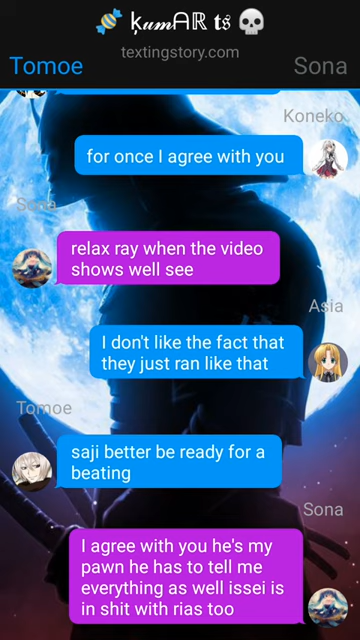 🍬 ķ𝓾𝓶ᗩℝ 𝖙𝔰 💀
textingstory.com
Tomoe Sona
Koneko
for once I agree with you
Sona
relax ray when the video
shows well see
Asia
I don't like the fact that
they just ran like that
Tomoe
saji better be ready for a
beating
Sona
I agree with you he's my
pawn he has to tell me
everything as well issei is
in shit with rias too